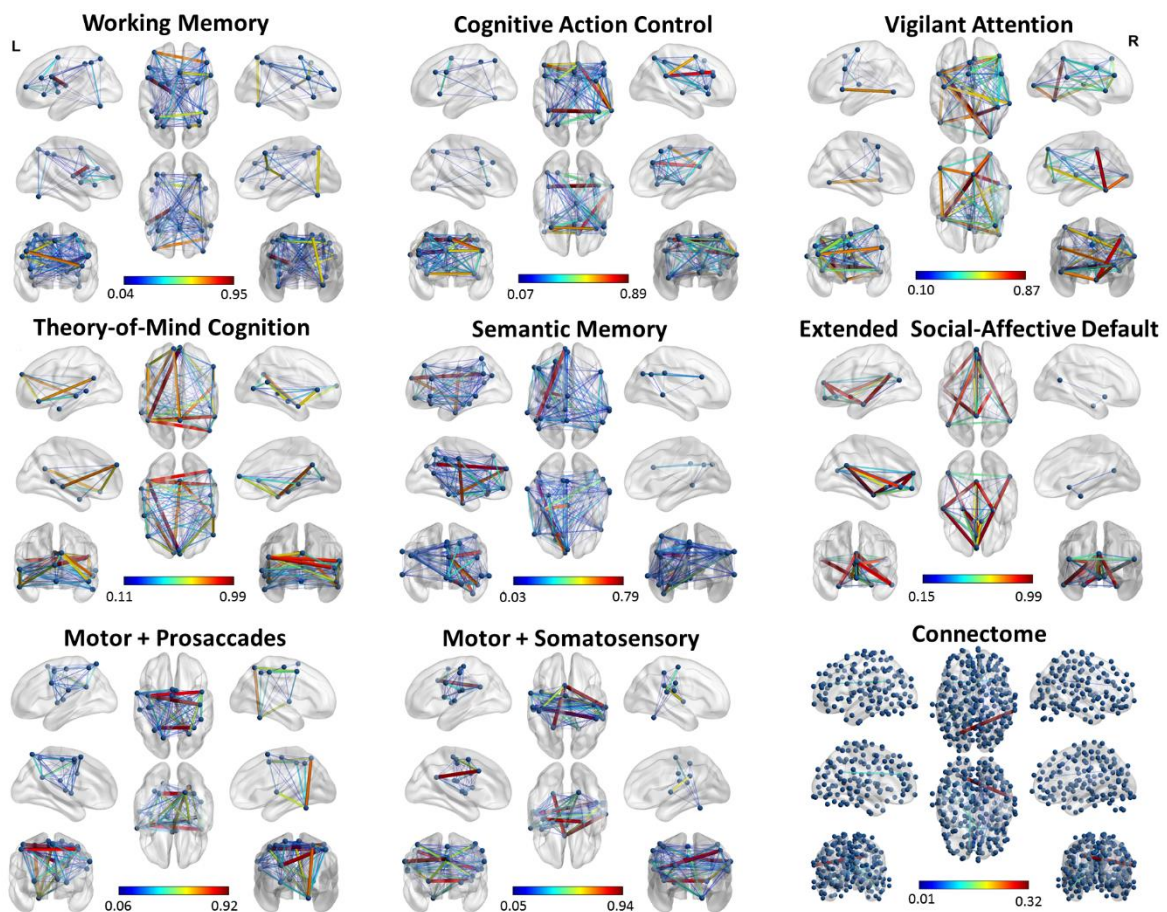 Working Memory
Cognitive Action Control
Vigilant Attention
L
R
0.04
0.95
0.07
0.89
0.10
0.87
Theory-of-Mind Cognition
Semantic Memory
Extended Social-Affective Default
0.11
0.99
0.03
0.79
0.15
0.99
Motor + Prosaccades
Motor + Somatosensory
Connectome
0.06
0.92
0.05
0.94
0.01
0.32